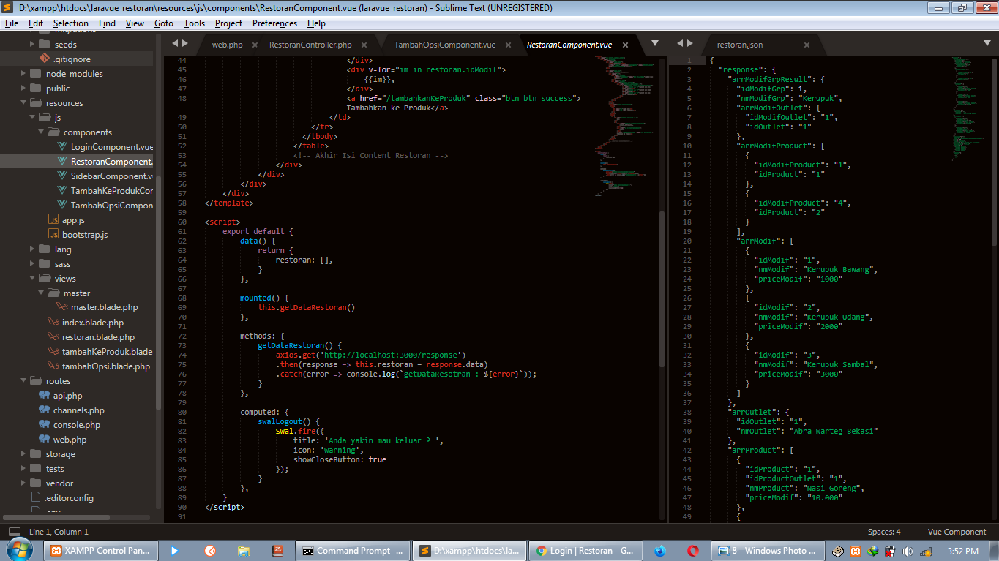 D:\xampp\htdocs\laravue_restoran\resources\js\components\RestoranComponent.vue (laravue_restoran) - Sublime Text (UNREGISTERED)
File Edit Selection Find View Goto Tools Project Preferences Help
seeds
.gitignore
node_modules
public
resources
js
components
LoginComponent.vue
RestoranComponent.
SidebarComponent.v
TambahKeProdukCor
TambahOpsiCompon
app.js
bootstrap.js
lang
sass
views
master
master.blade.php
index.blade.php
restoran.blade.php
tambahKeProduk.blade
tambahOpsi.blade.php
routes
api.php
channels.php
console.php
web.php
storage
tests
vendor
.editorconfig
web.php × RestoranController.php × TambahOpsiComponent.vue × RestoranComponent.vue ×
44 </div>
45 <div v-for="im in restoran.idModif">
46 {{im}},
47 </div>
48 <a href="/tambahkanKeProduk" class="btn btn-success">
Tambahkan ke Produk</a>
49 </td>
50 </tr>
51 </tbody>
52 </table>
53 <!-- Akhir Isi Content Restoran -->
54 </div>
55 </div>
56 </div>
57 </div>
58 </template>
59
60 <script>
61 export default {
62 data() {
63 return {
64 restoran: [],
65 }
66 },
67
68 mounted() {
69 this.getDataRestoran()
70 },
71
72 methods: {
73 getDataRestoran() {
74 axios.get('http://localhost:3000/response')
75 .then(response => this.restoran = response.data)
76 .catch(error => console.log(`getDataResotran : ${error}`));
77 }
78 },
79
80 computed: {
81 swalLogout() {
82 Swal.fire({
83 title: 'Anda yakin mau keluar ? ',
84 icon: 'warning',
85 showCloseButton: true
86 });
87 }
88 },
89 }
90 </script>
91
restoran.json ×
1 {
2 "response": {
3 "arrModifGrpResult": {
4 "idModifGrp": 1,
5 "nmModifGrp": "Kerupuk",
6 "arrModifOutlet": {
7 "idModifOutlet": "1",
8 "idOutlet": "1"
9 },
10 "arrModifProduct": [
11 {
12 "idModifProduct": "1",
13 "idProduct": "1"
14 },
15 {
16 "idModifProduct": "4",
17 "idProduct": "2"
18 }
19 ],
20 "arrModif": [
21 {
22 "idModif": "1",
23 "nmModif": "Kerupuk Bawang",
24 "priceModif": "1000"
25 },
26 {
27 "idModif": "2",
28 "nmModif": "Kerupuk Udang",
29 "priceModif": "2000"
30 },
31 {
32 "idModif": "3",
33 "nmModif": "Kerupuk Sambal",
34 "priceModif": "3000"
35 }
36 ]
37 },
38 "arrOutlet": {
39 "idOutlet": "1",
40 "nmOutlet": "Abra Warteg Bekasi"
41 },
42 "arrProduct": [
43 {
44 "idProduct": "1",
45 "idProductOutlet": "1",
46 "nmProduct": "Nasi Goreng",
47 "priceModif": "10.000"
48 },
49 {
Line 1, Column 1
Spaces: 4 Vue Component
XAMPP Control Pan... Command Prompt -... D:\xampp\htdocs\la... Login | Restoran - G... 8 - Windows Photo ... 3:52 PM